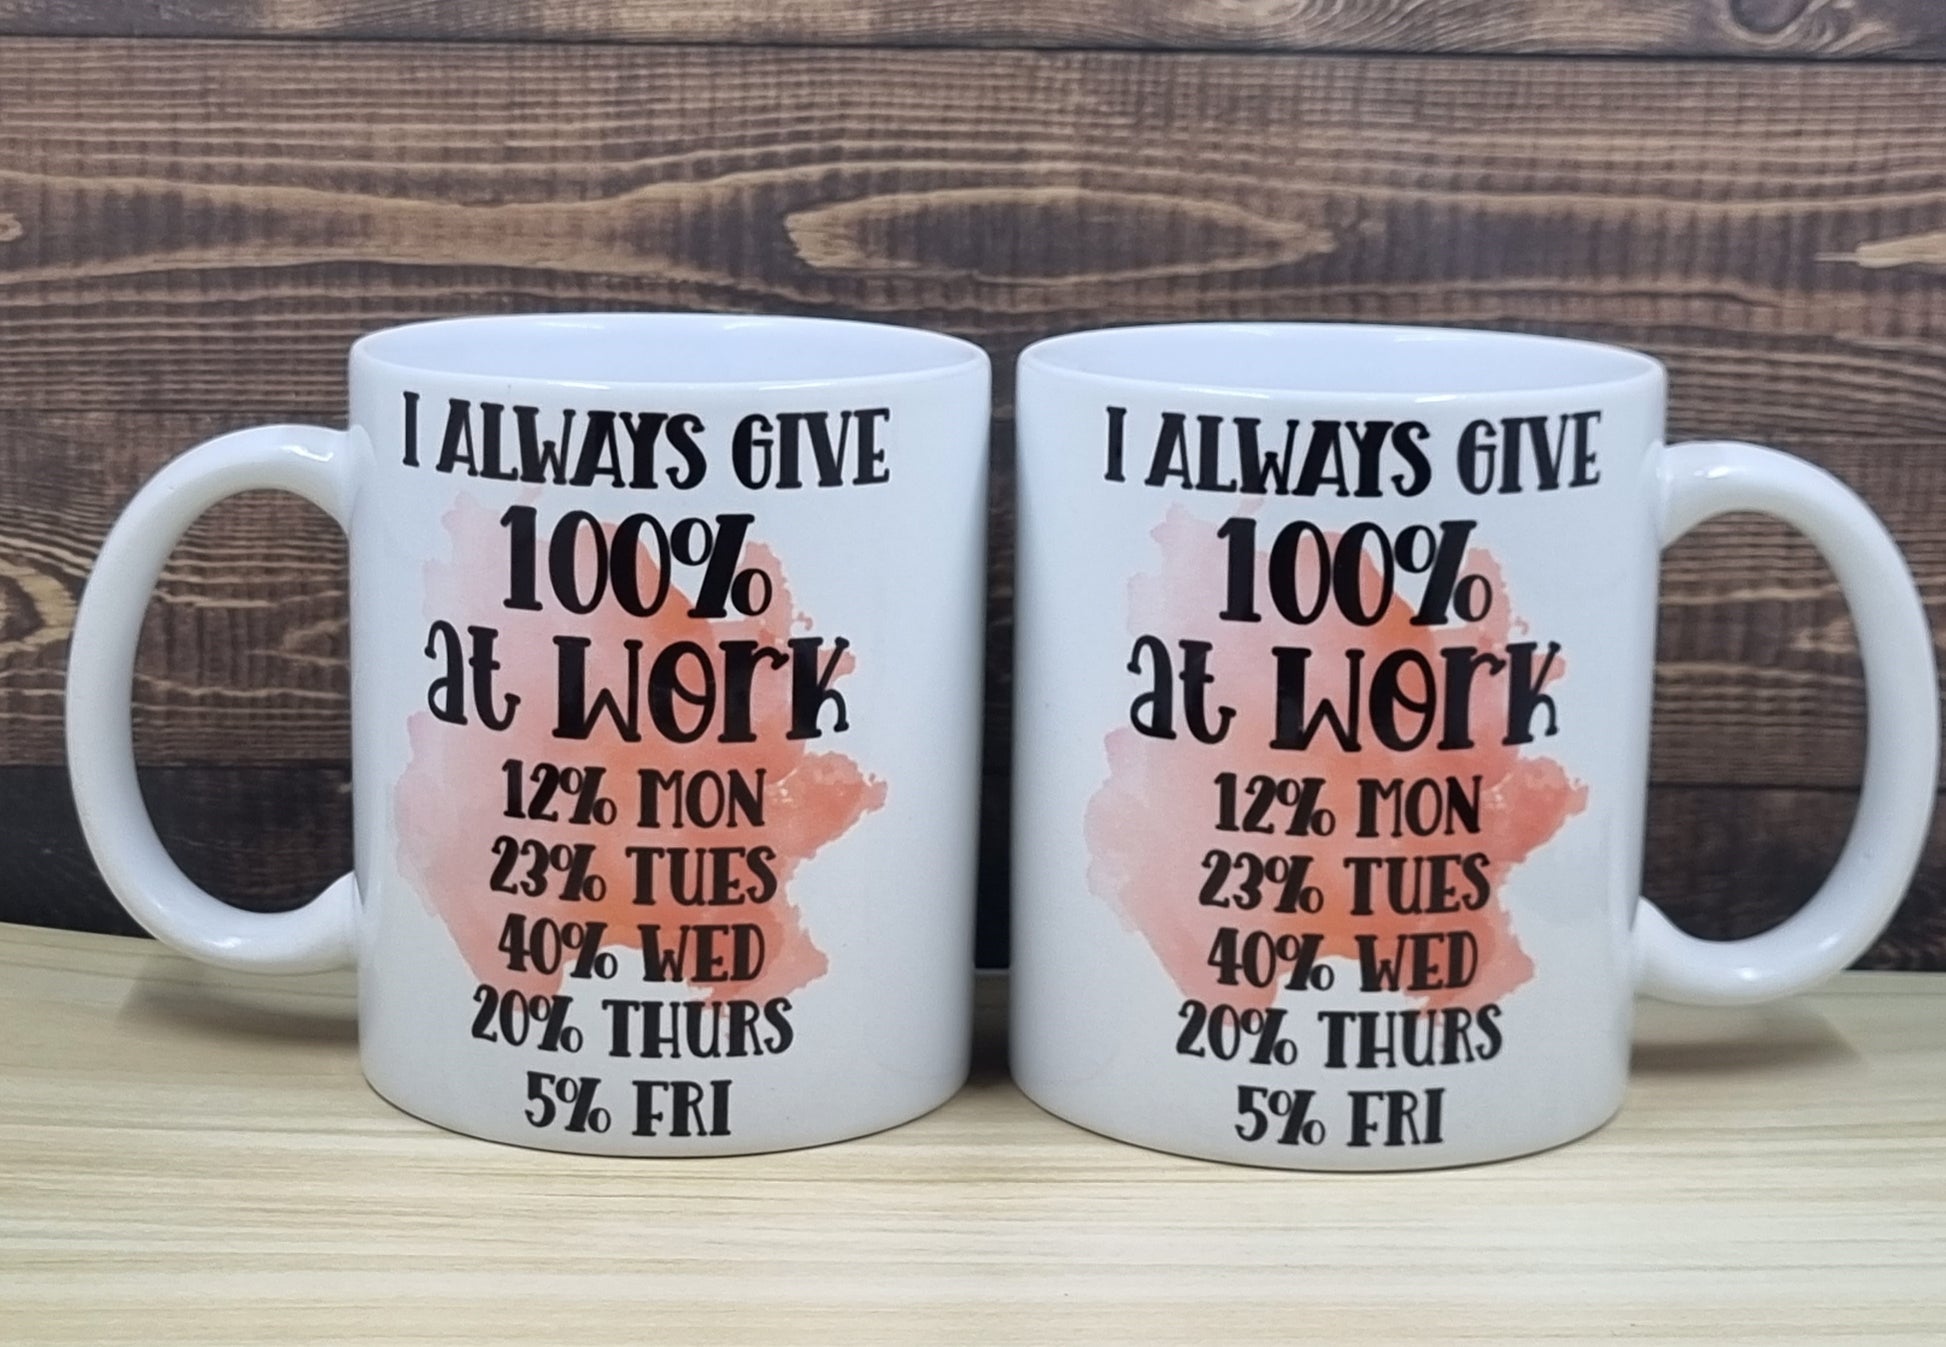 I ALWAYS GIVE
100%
at work
12% MON
23% TUES
40% WED
20% THURS
5% FRI
I ALWAYS GIVE
100%
at work
12% MON
23% TUES
40% WED
20% THURS
5% FRI